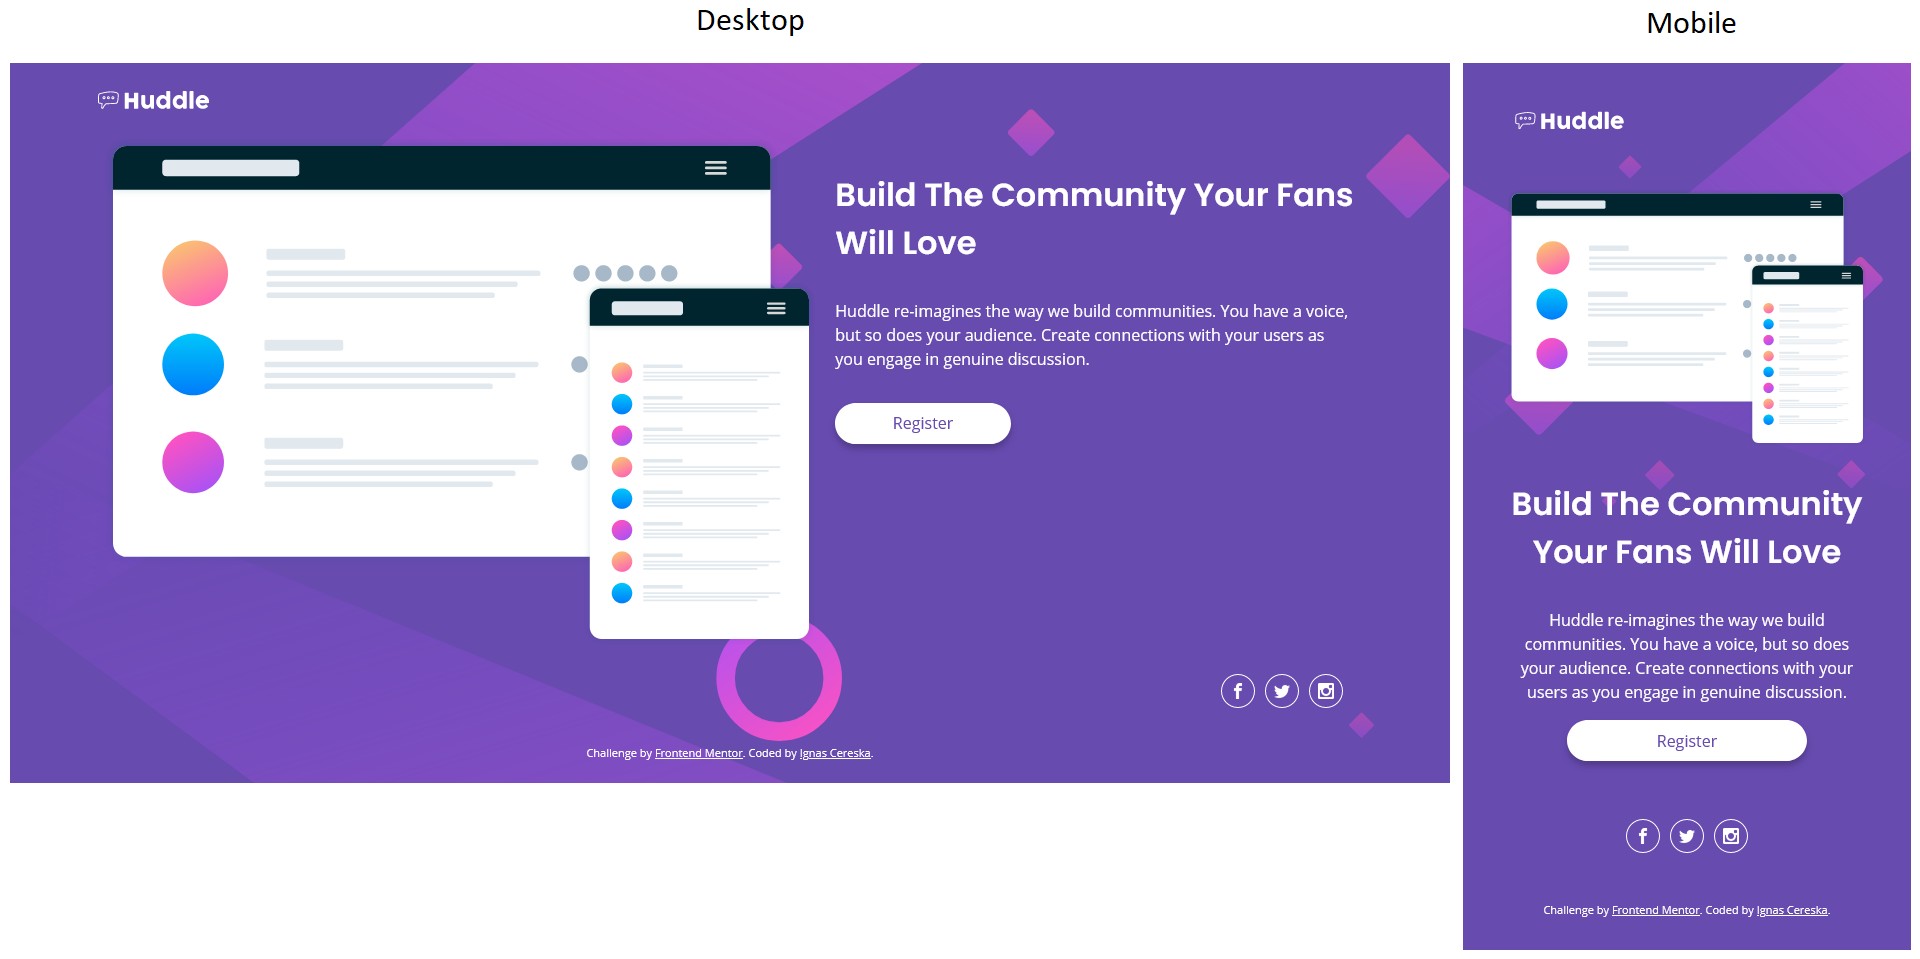 Desktop
Huddle
Build The Community Your Fans
Will Love
Huddle re-imagines the way we build communities. You have a voice,
but so does your audience. Create connections with your users as
you engage in genuine discussion.
Register
Challenge by Frontend Mentor. Coded by Ignas Cereska.
Mobile
Huddle
Build The Community
Your Fans Will Love
Huddle re-imagines the way we build
communities. You have a voice, but so does
your audience. Create connections with your
users as you engage in genuine discussion.
Register
Challenge by Frontend Mentor. Coded by Ignas Cereska.